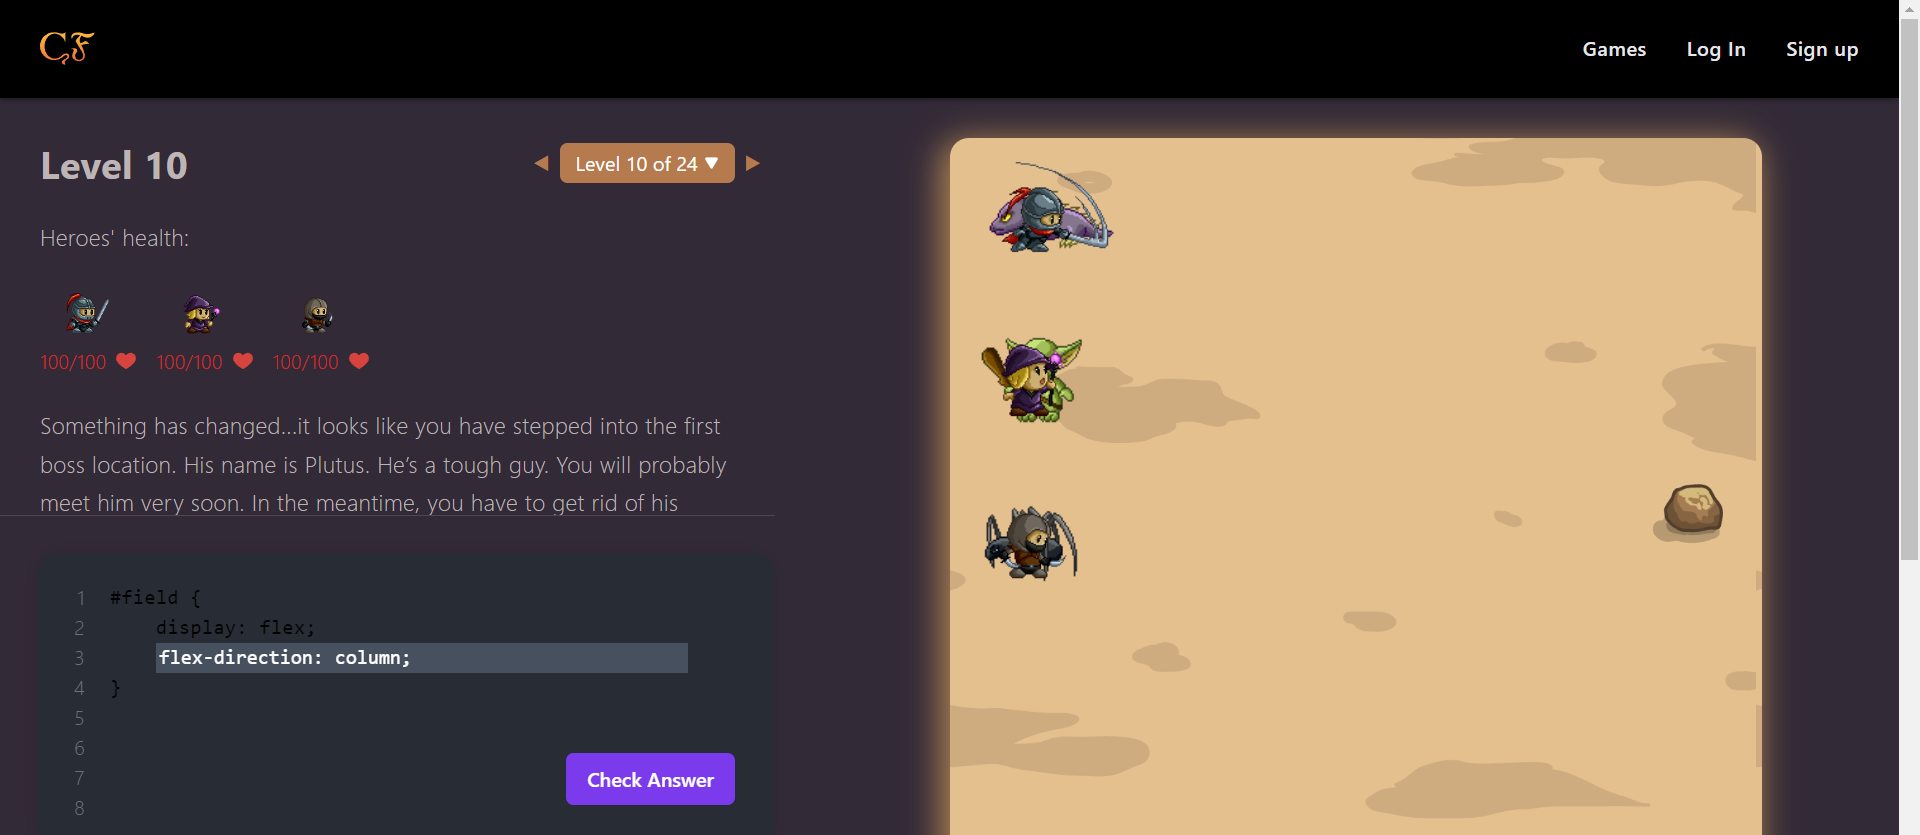 CF
Games
Log In
Sign up
Level 10
Level 10 of 24 ▼
Heroes' health:
100/100
100/100
100/100
Something has changed...it looks like you have stepped into the first
boss location. His name is Plutus. He’s a tough guy. You will probably
meet him very soon. In the meantime, you have to get rid of his
1 #field {
2 display: flex;
3 flex-direction: column;
4 }
5
6
7
8
Check Answer